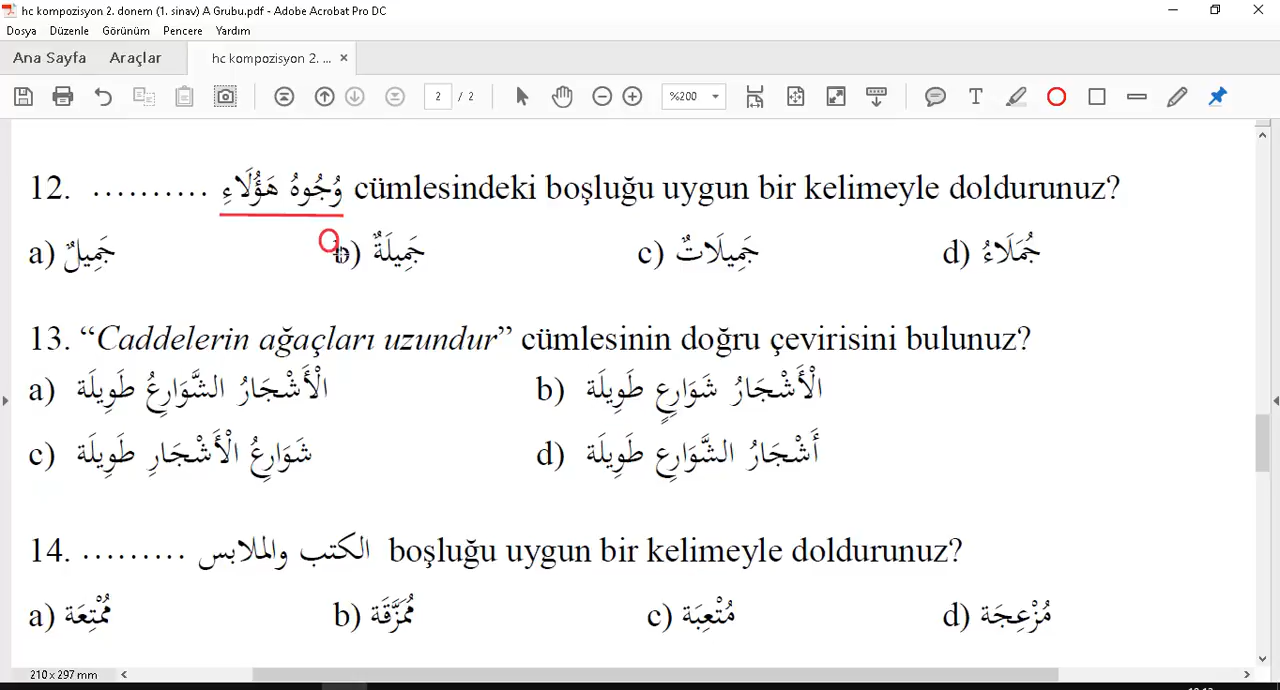 hc kompozisyon 2. donem (1. sinav) A Grubu.pdf - Adobe Acrobat Pro DC
Dosya Düzenle Görünüm Pencere Yardım
Ana Sayfa Araçlar hc kompozisyon 2. ... ×
2 / 2 %200
12. .......... وُجُوهُ هَؤُلَاءِ cümlesindeki boşluğu uygun bir kelimeyle doldurunuz?
a) جَمِيلٌ b) جَمِيلَةٌ c) جَمِيلَاتٌ d) جُمَلَاءُ
13. “Caddelerin ağaçları uzundur” cümlesinin doğru çevirisini bulunuz?
a) الْأَشْجَارُ الشَّوَارِعُ طَوِيلَة b) الْأَشْجَارُ شَوَارِعٍ طَوِيلَة
c) شَوَارِعُ الْأَشْجَارِ طَوِيلَة d) أَشْجَارُ الشَّوَارِعِ طَوِيلَة
14. ......... الكتب والملابس boşluğu uygun bir kelimeyle doldurunuz?
a) مُمْتِعَة b) مُمَزَّقَة c) مُتْعِبَة d) مُزْعِجَة
210 x 297 mm